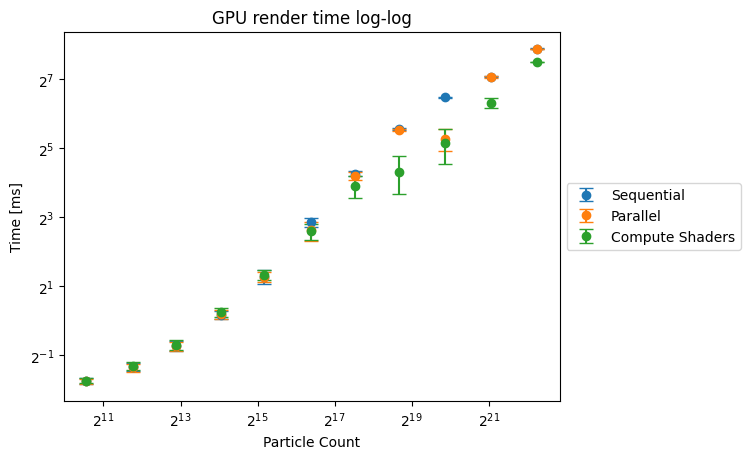 GPU render time log-log
Time [ms]
2^7
2^5
2^3
2^1
2^−1
2^11 2^13 2^15 2^17 2^19 2^21
Particle Count
Sequential
Parallel
Compute Shaders